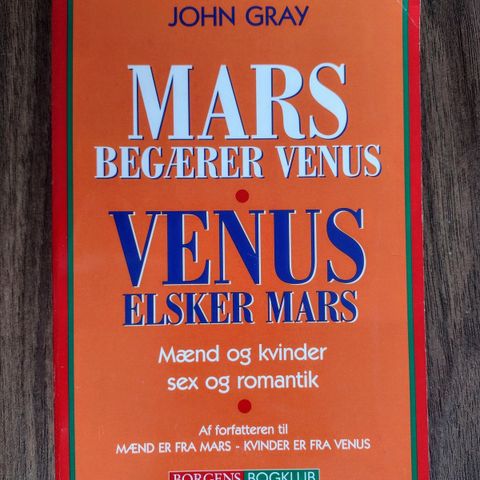 JOHN GRAY
MARS
BEGÆRER VENUS
VENUS
ELSKER MARS
Mænd og kvinder
sex og romantik
Af forfatteren til
MÆND ER FRA MARS - KVINDER ER FRA VENUS
BORGENS BOGKLUB